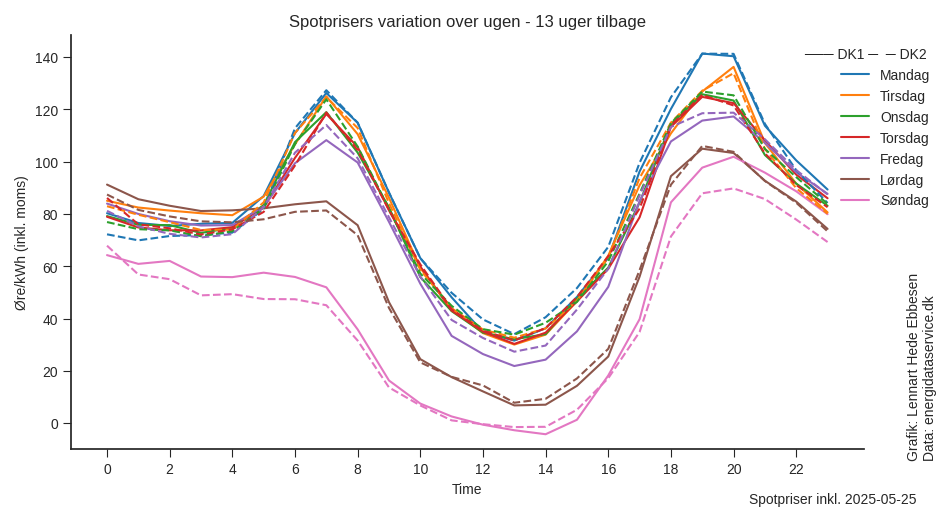 Spotprisers variation over ugen - 13 uger tilbage
DK1 DK2
Mandag
Tirsdag
Onsdag
Torsdag
Fredag
Lørdag
Søndag
Øre/kWh (inkl. moms)
140
120
100
80
60
40
20
0
0 2 4 6 8 10 12 14 16 18 20 22
Time
Grafik: Lennart Hede Ebbesen
Data: energidataservice.dk
Spotpriser inkl. 2025-05-25